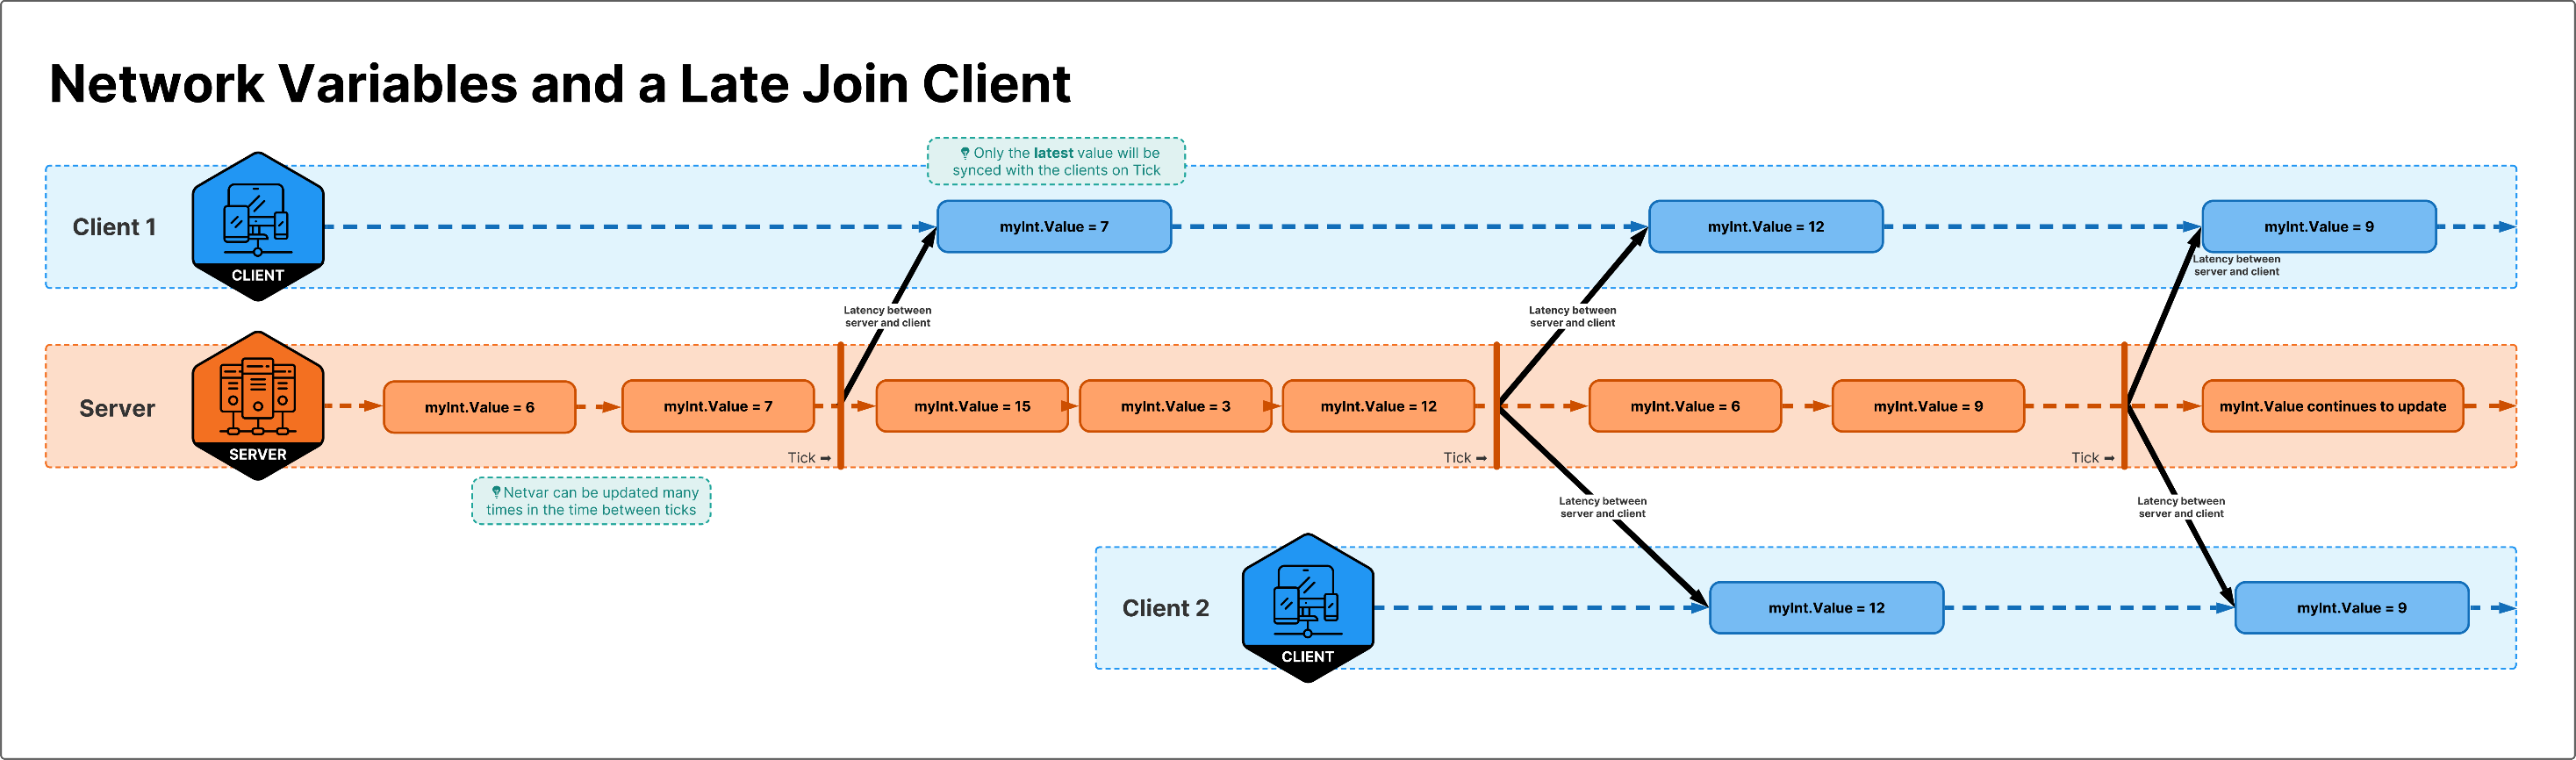 Network Variables and a Late Join Client
Only the latest value will be
synced with the clients on Tick
Client 1
CLIENT
myInt.Value = 7
myInt.Value = 12
myInt.Value = 9
Latency between
server and client
Latency between
server and client
Latency between
server and client
Server
SERVER
myInt.Value = 6
myInt.Value = 7
myInt.Value = 15
myInt.Value = 3
myInt.Value = 12
myInt.Value = 6
myInt.Value = 9
myInt.Value continues to update
Tick ➡
Tick ➡
Tick ➡
Netvar can be updated many
times in the time between ticks
Latency between
server and client
Latency between
server and client
Client 2
CLIENT
myInt.Value = 12
myInt.Value = 9